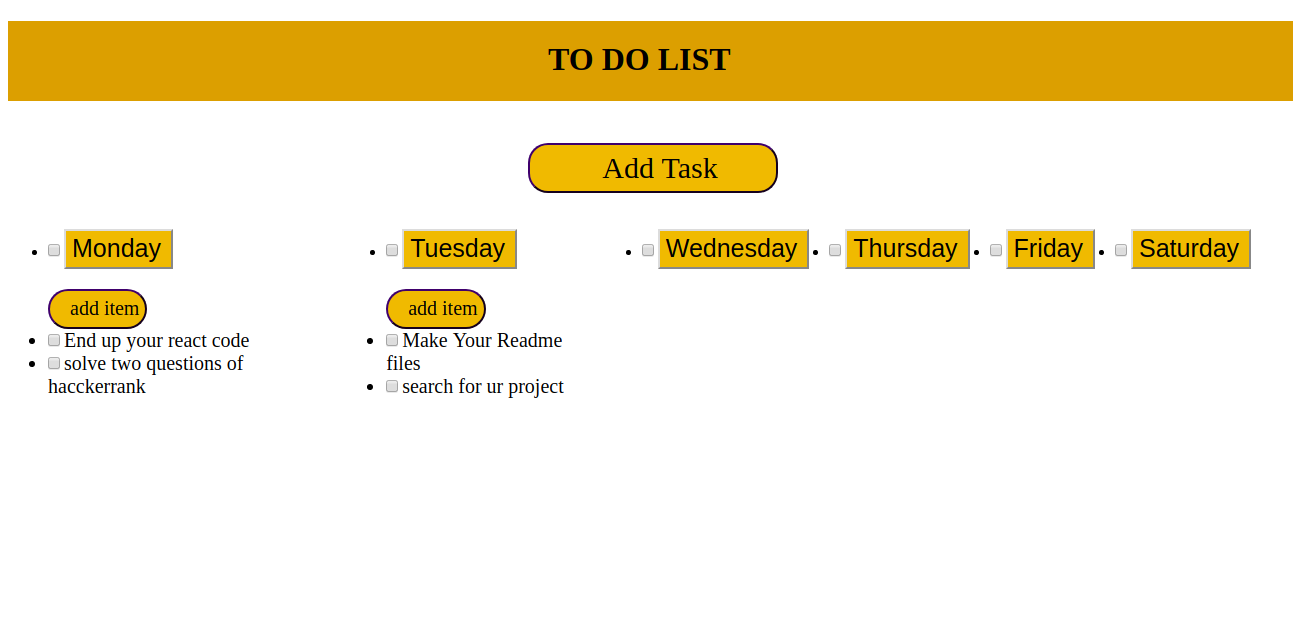 TO DO LIST
Add Task
Monday
Tuesday
Wednesday
Thursday
Friday
Saturday
add item
End up your react code
solve two questions of
hacckerrank
add item
Make Your Readme
files
search for ur project